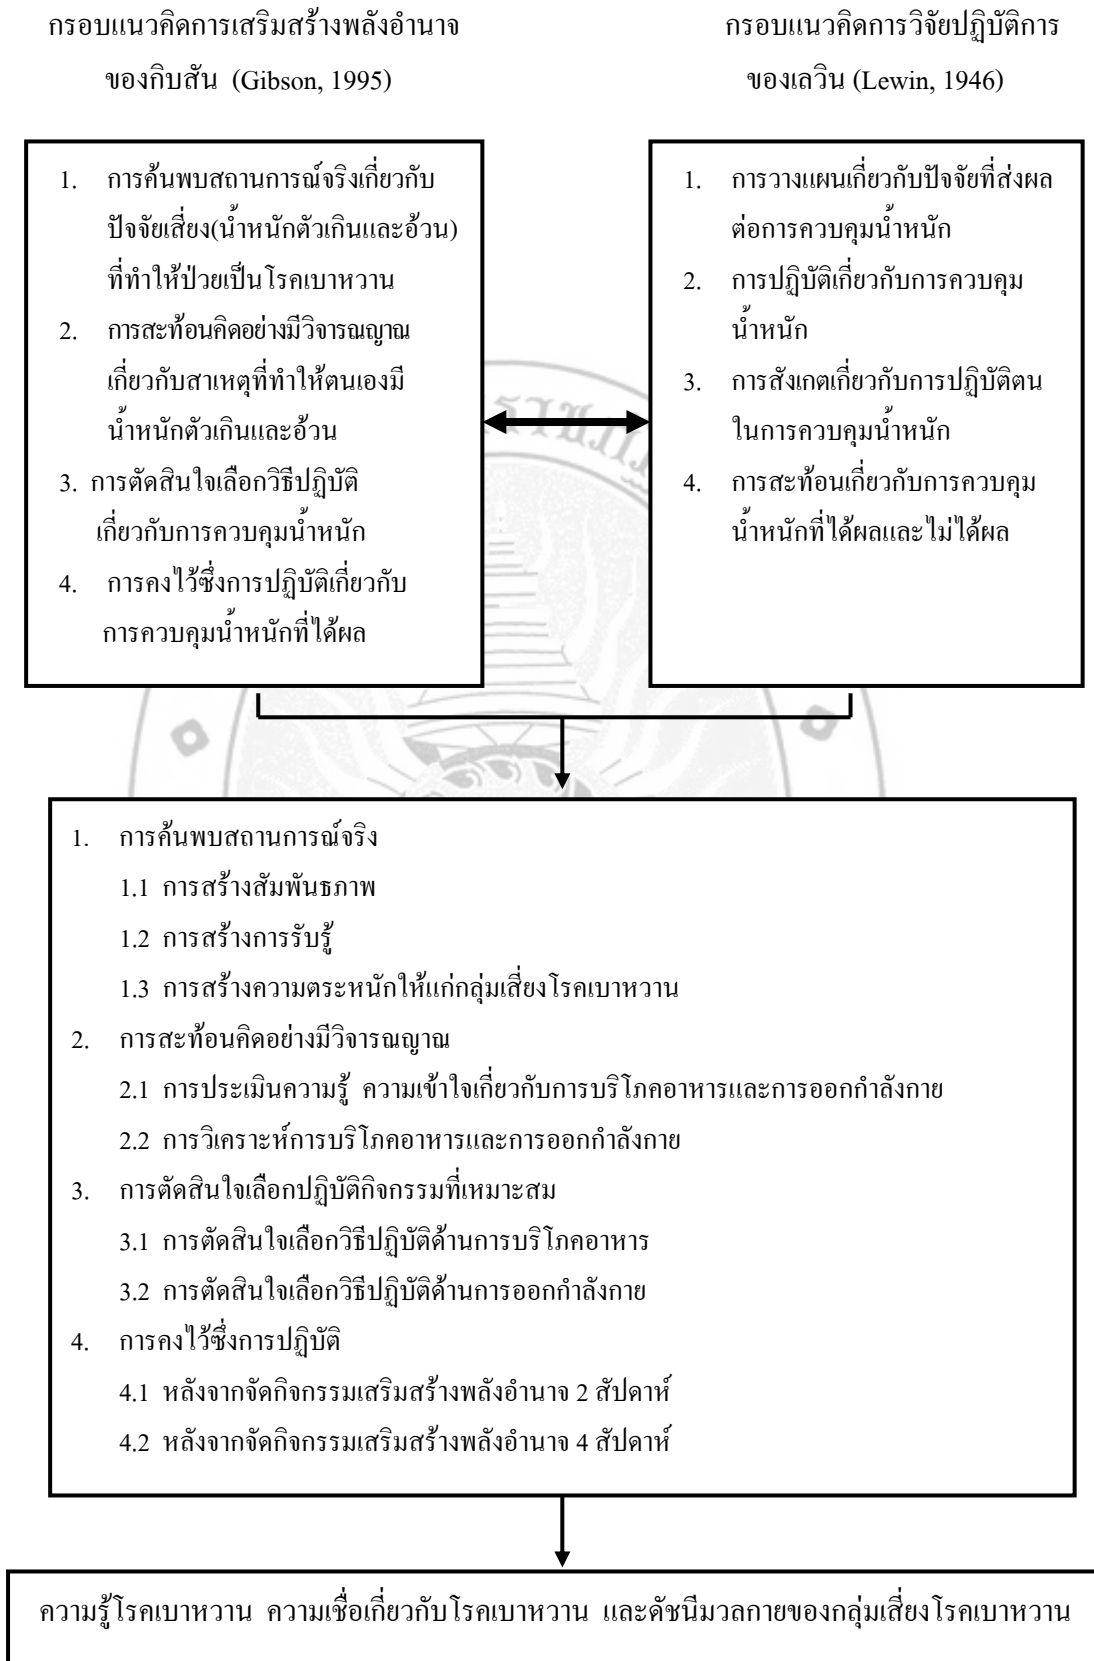 กรอบแนวคิดการเสริมสร้างพลังอำนาจ
ของกิบสัน (Gibson, 1995)
กรอบแนวคิดการวิจัยปฏิบัติการ
ของเลวิน (Lewin, 1946)
1. การค้นพบสถานการณ์จริงเกี่ยวกับ
ปัจจัยเสี่ยง(น้ำหนักตัวเกินและอ้วน)
ที่ทำให้ป่วยเป็นโรคเบาหวาน
2. การสะท้อนคิดอย่างมีวิจารณญาณ
เกี่ยวกับสาเหตุที่ทำให้ตนเองมี
น้ำหนักตัวเกินและอ้วน
3. การตัดสินใจเลือกวิธีปฏิบัติ
เกี่ยวกับการควบคุมน้ำหนัก
4. การคงไว้ซึ่งการปฏิบัติเกี่ยวกับ
การควบคุมน้ำหนักที่ได้ผล
1. การวางแผนเกี่ยวกับปัจจัยที่ส่งผล
ต่อการควบคุมน้ำหนัก
2. การปฏิบัติเกี่ยวกับการควบคุม
น้ำหนัก
3. การสังเกตเกี่ยวกับการปฏิบัติตน
ในการควบคุมน้ำหนัก
4. การสะท้อนเกี่ยวกับการควบคุม
น้ำหนักที่ได้ผลและไม่ได้ผล
1. การค้นพบสถานการณ์จริง
1.1 การสร้างสัมพันธภาพ
1.2 การสร้างการรับรู้
1.3 การสร้างความตระหนักให้แก่กลุ่มเสี่ยงโรคเบาหวาน
2. การสะท้อนคิดอย่างมีวิจารณญาณ
2.1 การประเมินความรู้ ความเข้าใจเกี่ยวกับการบริโภคอาหารและการออกกำลังกาย
2.2 การวิเคราะห์การบริโภคอาหารและการออกกำลังกาย
3. การตัดสินใจเลือกปฏิบัติกิจกรรมที่เหมาะสม
3.1 การตัดสินใจเลือกวิธีปฏิบัติด้านการบริโภคอาหาร
3.2 การตัดสินใจเลือกวิธีปฏิบัติด้านการออกกำลังกาย
4. การคงไว้ซึ่งการปฏิบัติ
4.1 หลังจากจัดกิจกรรมเสริมสร้างพลังอำนาจ 2 สัปดาห์
4.2 หลังจากจัดกิจกรรมเสริมสร้างพลังอำนาจ 4 สัปดาห์
ความรู้โรคเบาหวาน ความเชื่อเกี่ยวกับโรคเบาหวาน และดัชนีมวลกายของกลุ่มเสี่ยงโรคเบาหวาน